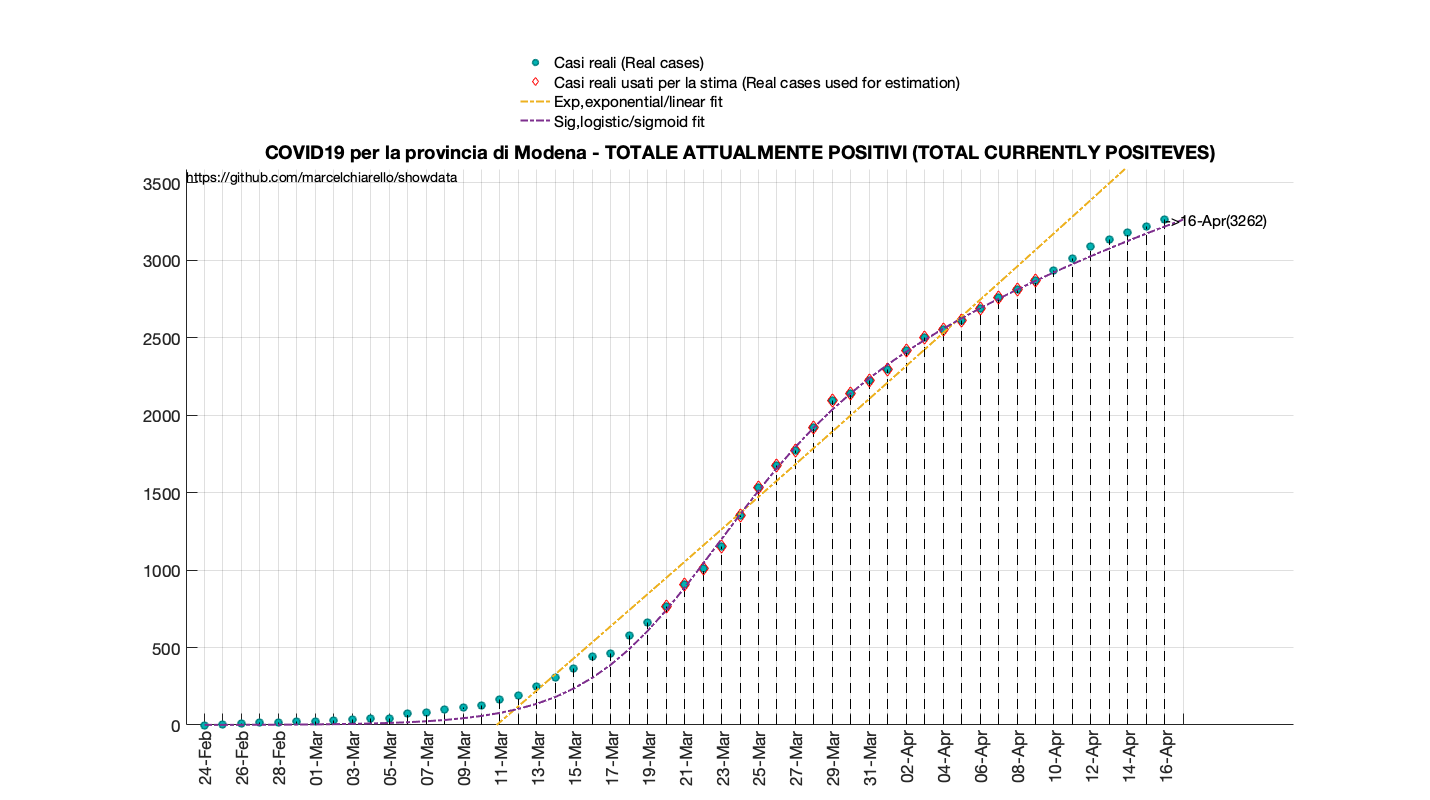 Casi reali (Real cases)
Casi reali usati per la stima (Real cases used for estimation)
Exp,exponential/linear fit
Sig,logistic/sigmoid fit
COVID19 per la provincia di Modena - TOTALE ATTUALMENTE POSITIVI (TOTAL CURRENTLY POSITEVES)
https://github.com/marcelchiarello/showdata
3500
3000
2500
2000
1500
1000
500
0
16-Apr(3262)
24-Feb
26-Feb
28-Feb
01-Mar
03-Mar
05-Mar
07-Mar
09-Mar
11-Mar
13-Mar
15-Mar
17-Mar
19-Mar
21-Mar
23-Mar
25-Mar
27-Mar
29-Mar
31-Mar
02-Apr
04-Apr
06-Apr
08-Apr
10-Apr
12-Apr
14-Apr
16-Apr